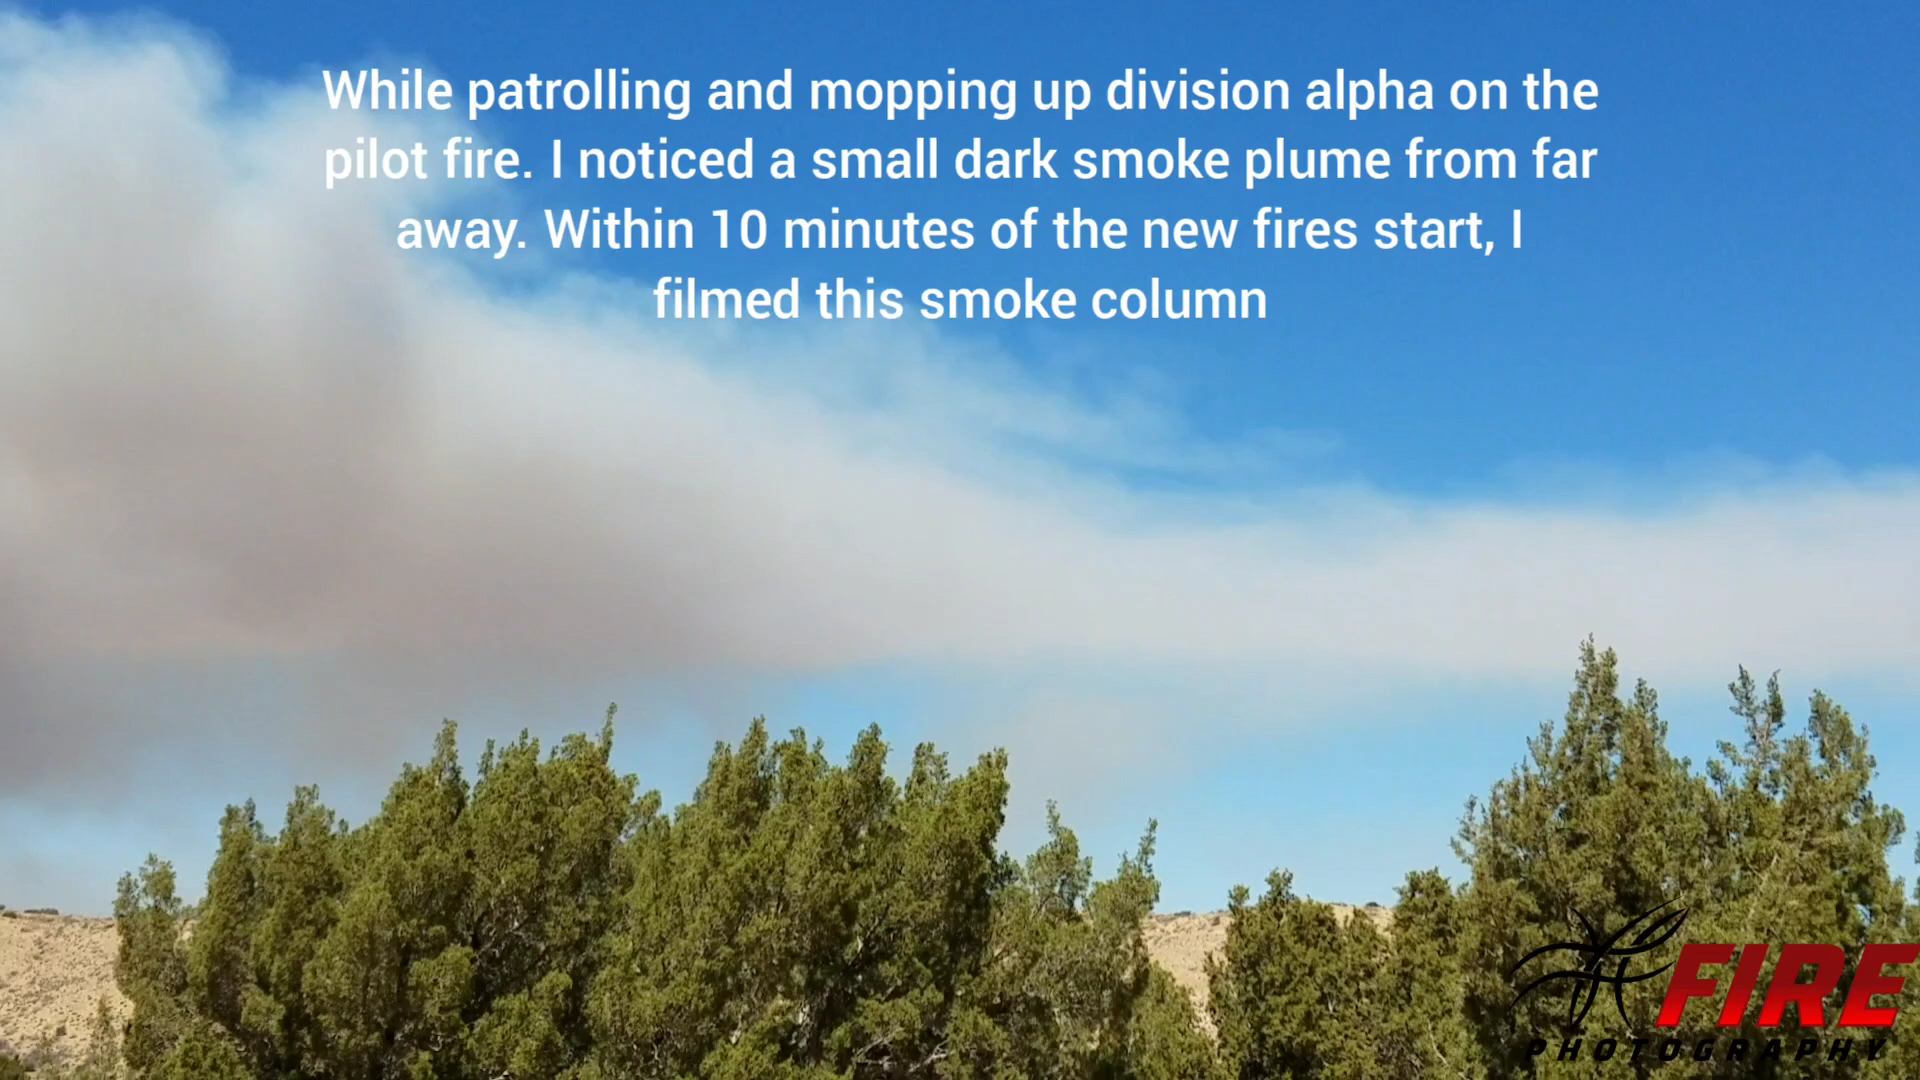 While patrolling and mopping up division alpha on the
pilot fire. I noticed a small dark smoke plume from far
away. Within 10 minutes of the new fires start, I
filmed this smoke column
FIRE
PHOTOGRAPHY